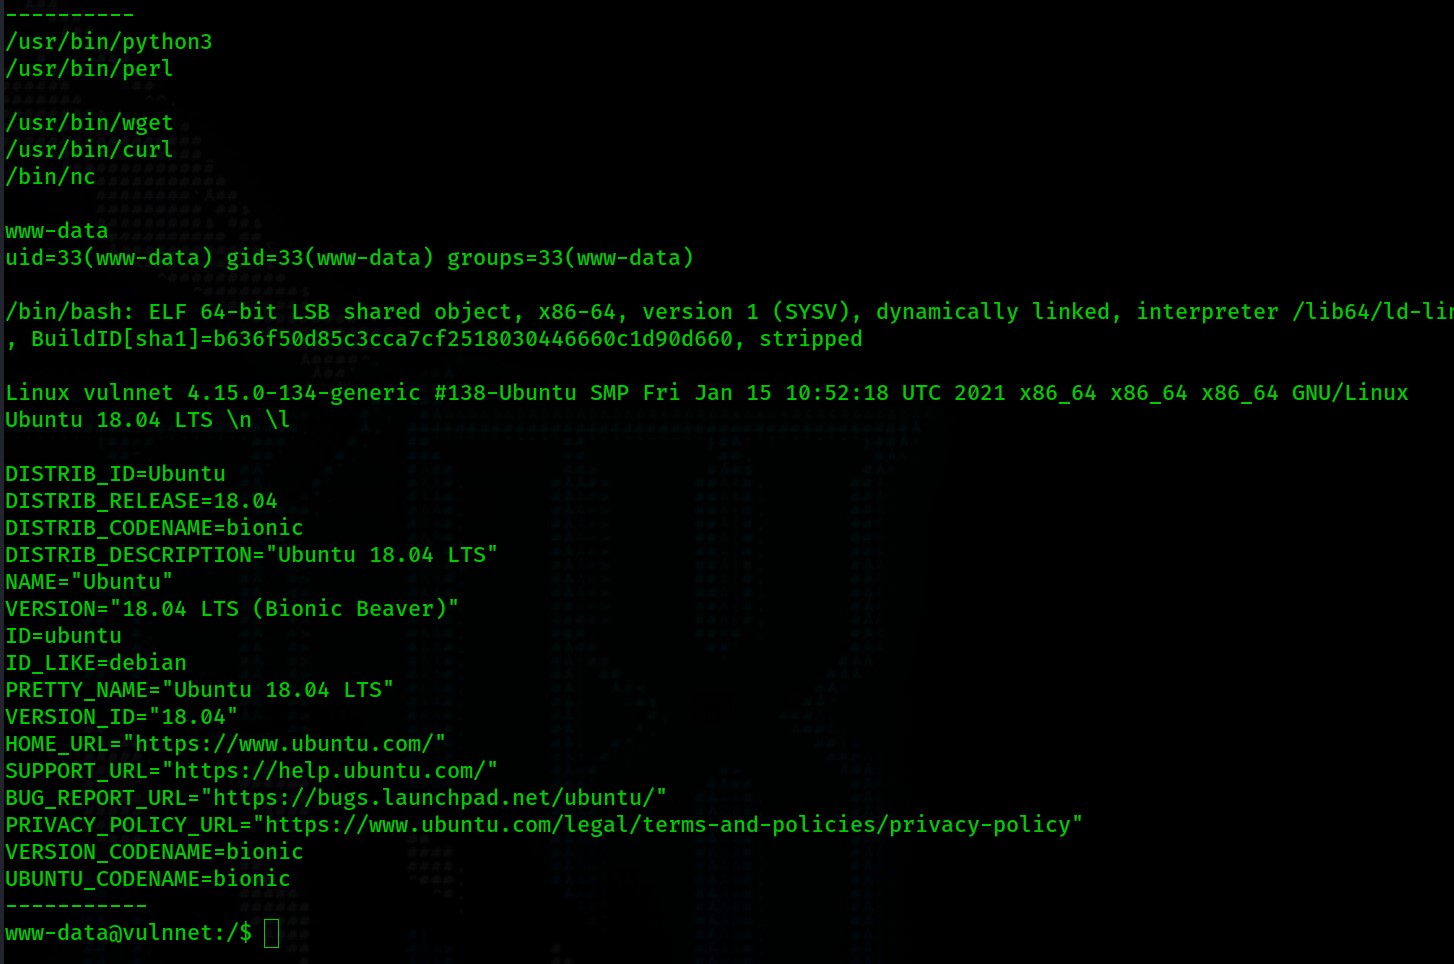 ----------
/usr/bin/python3
/usr/bin/perl
/usr/bin/wget
/usr/bin/curl
/bin/nc
www-data
uid=33(www-data) gid=33(www-data) groups=33(www-data)
/bin/bash: ELF 64-bit LSB shared object, x86-64, version 1 (SYSV), dynamically linked, interpreter /lib64/ld-lin
, BuildID[sha1]=b636f50d85c3cca7cf2518030446660c1d90d660, stripped
Linux vulnnet 4.15.0-134-generic #138-Ubuntu SMP Fri Jan 15 10:52:18 UTC 2021 x86_64 x86_64 x86_64 GNU/Linux
Ubuntu 18.04 LTS \n \l
DISTRIB_ID=Ubuntu
DISTRIB_RELEASE=18.04
DISTRIB_CODENAME=bionic
DISTRIB_DESCRIPTION="Ubuntu 18.04 LTS"
NAME="Ubuntu"
VERSION="18.04 LTS (Bionic Beaver)"
ID=ubuntu
ID_LIKE=debian
PRETTY_NAME="Ubuntu 18.04 LTS"
VERSION_ID="18.04"
HOME_URL="https://www.ubuntu.com/"
SUPPORT_URL="https://help.ubuntu.com/"
BUG_REPORT_URL="https://bugs.launchpad.net/ubuntu/"
PRIVACY_POLICY_URL="https://www.ubuntu.com/legal/terms-and-policies/privacy-policy"
VERSION_CODENAME=bionic
UBUNTU_CODENAME=bionic
-----------
www-data@vulnnet:/$